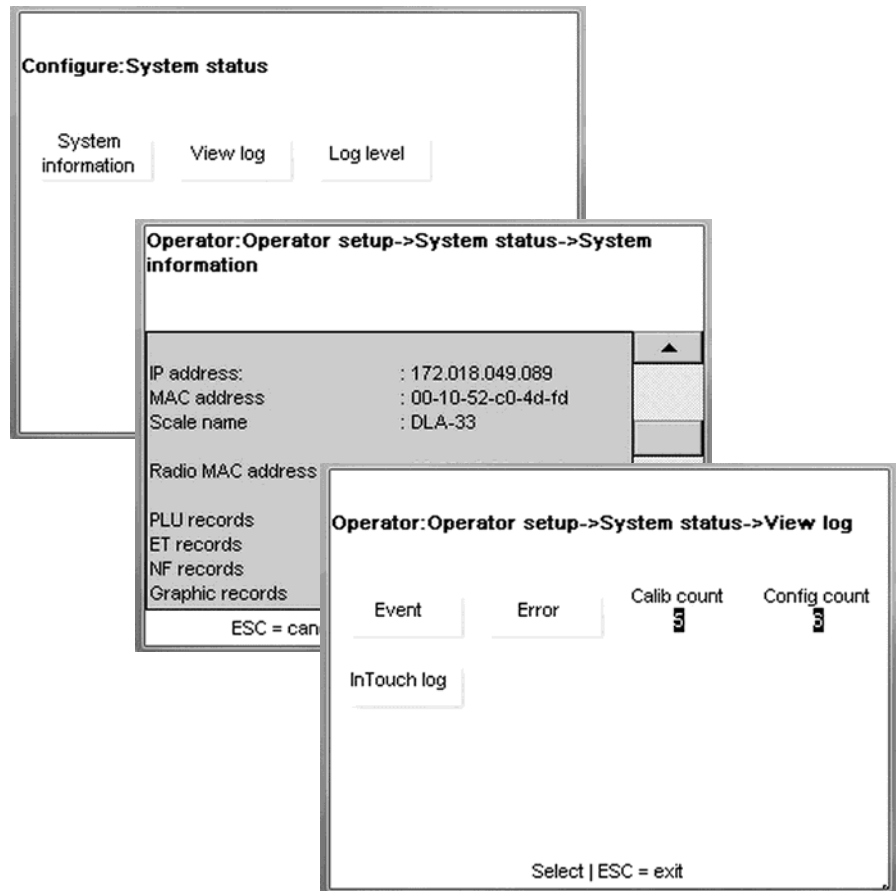 Configure:System status
System
information
View log
Log level
Operator:Operator setup->System status->System
information
IP address: : 172.018.049.089
MAC address : 00-10-52-c0-4d-fd
Scale name : DLA-33
Radio MAC address
PLU records
ET records
NF records
Graphic records
ESC =
Operator:Operator setup->System status->View log
Event
Error
Calib count
5
Config count
6
InTouch log
Select | ESC = exit